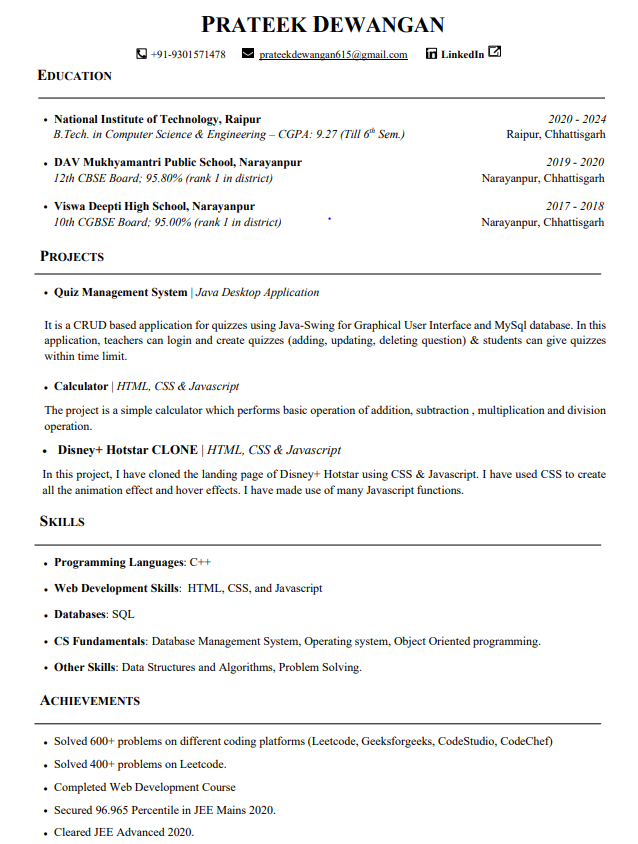 PRATEEK DEWANGAN
+91-9301571478 prateekdewangan615@gmail.com LinkedIn
EDUCATION
• National Institute of Technology, Raipur 2020 - 2024
B.Tech. in Computer Science & Engineering – CGPA: 9.27 (Till 6th Sem.) Raipur, Chhattisgarh
• DAV Mukhyamantri Public School, Narayanpur 2019 - 2020
12th CBSE Board; 95.80% (rank 1 in district) Narayanpur, Chhattisgarh
• Viswa Deepti High School, Narayanpur 2017 - 2018
10th CGBSE Board; 95.00% (rank 1 in district) Narayanpur, Chhattisgarh
PROJECTS
• Quiz Management System | Java Desktop Application
It is a CRUD based application for quizzes using Java-Swing for Graphical User Interface and MySql database. In this
application, teachers can login and create quizzes (adding, updating, deleting question) & students can give quizzes
within time limit.
• Calculator | HTML, CSS & Javascript
The project is a simple calculator which performs basic operation of addition, subtraction , multiplication and division
operation.
• Disney+ Hotstar CLONE | HTML, CSS & Javascript
In this project, I have cloned the landing page of Disney+ Hotstar using CSS & Javascript. I have used CSS to create
all the animation effect and hover effects. I have made use of many Javascript functions.
SKILLS
• Programming Languages: C++
• Web Development Skills: HTML, CSS, and Javascript
• Databases: SQL
• CS Fundamentals: Database Management System, Operating system, Object Oriented programming.
• Other Skills: Data Structures and Algorithms, Problem Solving.
ACHIEVEMENTS
• Solved 600+ problems on different coding platforms (Leetcode, Geeksforgeeks, CodeStudio, CodeChef)
• Solved 400+ problems on Leetcode.
• Completed Web Development Course
• Secured 96.965 Percentile in JEE Mains 2020.
• Cleared JEE Advanced 2020.